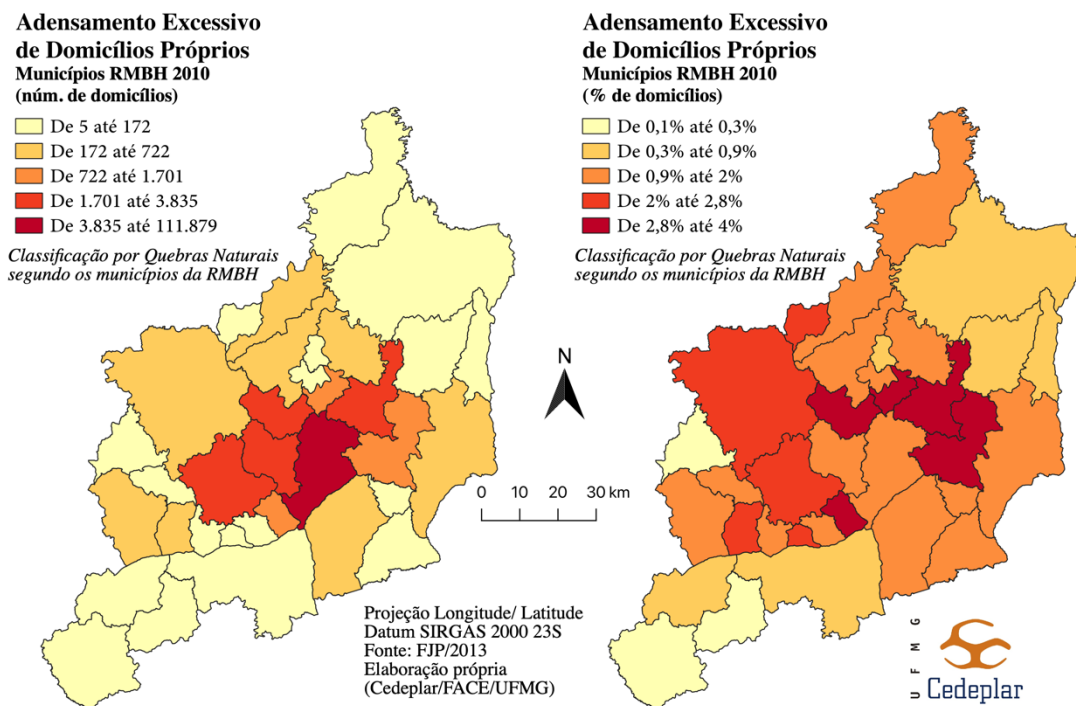 Adensamento Excessivo
de Domicílios Próprios
Municípios RMBH 2010
(núm. de domicílios)
De 5 até 172
De 172 até 722
De 722 até 1.701
De 1.701 até 3.835
De 3.835 até 111.879
Classificação por Quebras Naturais
segundo os municípios da RMBH
Adensamento Excessivo
de Domicílios Próprios
Municípios RMBH 2010
(% de domicílios)
De 0,1% até 0,3%
De 0,3% até 0,9%
De 0,9% até 2%
De 2% até 2,8%
De 2,8% até 4%
Classificação por Quebras Naturais
segundo os municípios da RMBH
N
0 10 20 30 km
Projeção Longitude/ Latitude
Datum SIRGAS 2000 23S
Fonte: FJP/2013
Elaboração própria
(Cedeplar/FACE/UFMG)
UFMG
Cedeplar